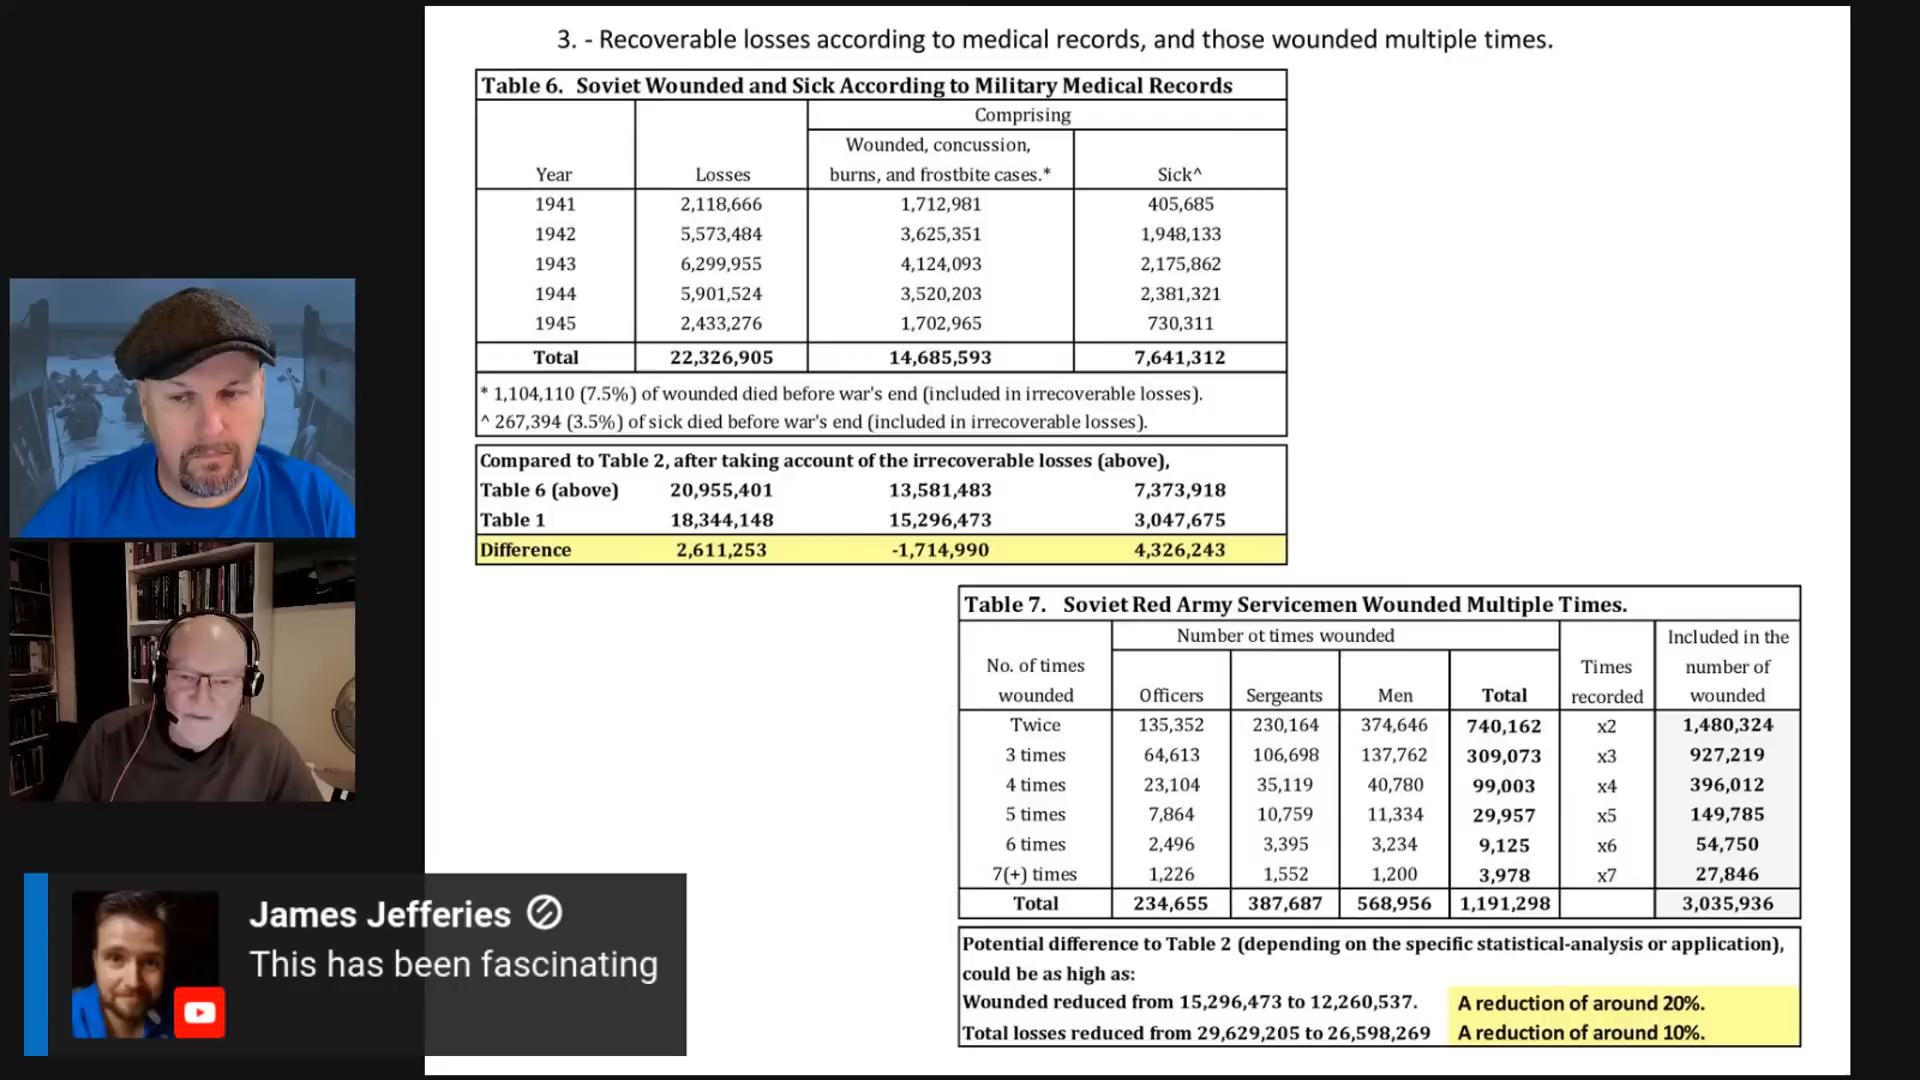 3. - Recoverable losses according to medical records, and those wounded multiple times.
Table 6. Soviet Wounded and Sick According to Military Medical Records
Comprising
Wounded, concussion,
Year Losses burns, and frostbite cases.* Sick^
1941 2,118,666 1,712,981 405,685
1942 5,573,484 3,625,351 1,948,133
1943 6,299,955 4,124,093 2,175,862
1944 5,901,524 3,520,203 2,381,321
1945 2,433,276 1,702,965 730,311
Total 22,326,905 14,685,593 7,641,312
* 1,104,110 (7.5%) of wounded died before war's end (included in irrecoverable losses).
^ 267,394 (3.5%) of sick died before war's end (included in irrecoverable losses).
Compared to Table 2, after taking account of the irrecoverable losses (above),
Table 6 (above) 20,955,401 13,581,483 7,373,918
Table 1 18,344,148 15,296,473 3,047,675
Difference 2,611,253 -1,714,990 4,326,243
Table 7. Soviet Red Army Servicemen Wounded Multiple Times.
Number ot times wounded Included in the
No. of times Times number of
wounded Officers Sergeants Men Total recorded wounded
Twice 135,352 230,164 374,646 740,162 x2 1,480,324
3 times 64,613 106,698 137,762 309,073 x3 927,219
4 times 23,104 35,119 40,780 99,003 x4 396,012
5 times 7,864 10,759 11,334 29,957 x5 149,785
6 times 2,496 3,395 3,234 9,125 x6 54,750
7(+) times 1,226 1,552 1,200 3,978 x7 27,846
Total 234,655 387,687 568,956 1,191,298 3,035,936
Potential difference to Table 2 (depending on the specific statistical-analysis or application),
could be as high as:
Wounded reduced from 15,296,473 to 12,260,537. A reduction of around 20%.
Total losses reduced from 29,629,205 to 26,598,269 A reduction of around 10%.
James Jefferies
This has been fascinating